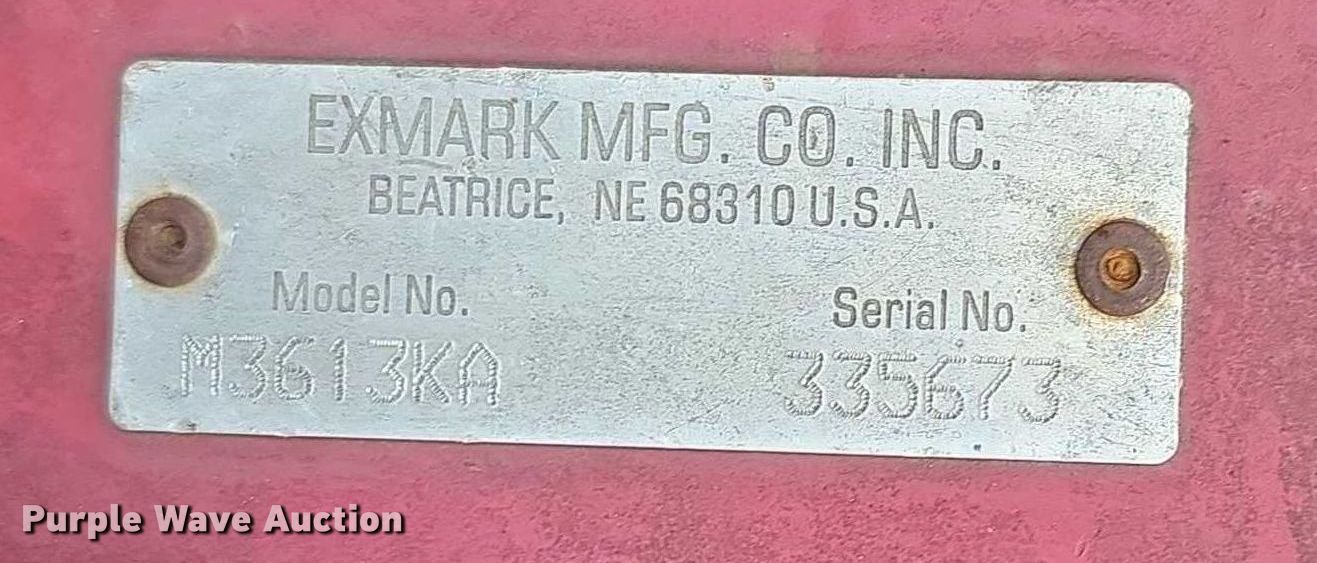 EXMARK MFG. CO. INC.
BEATRICE, NE 68310 U.S.A.
Model No. Serial No.
M3613KA 335673
Purple Wave Auction